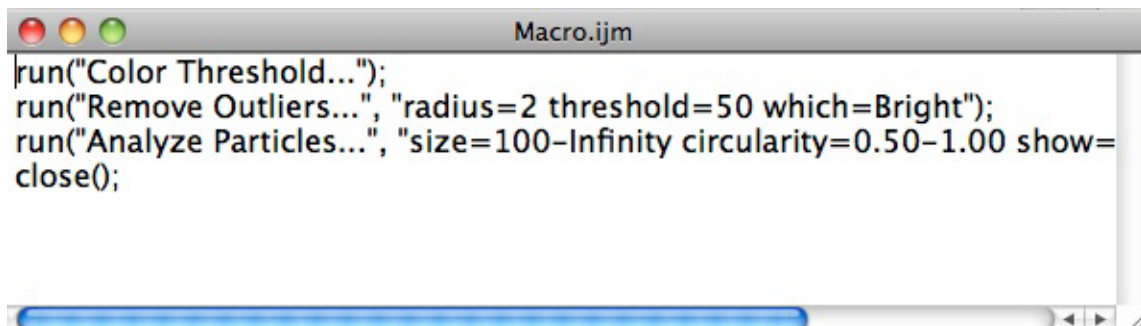 Macro.ijm
run("Color Threshold...");
run("Remove Outliers...", "radius=2 threshold=50 which=Bright");
run("Analyze Particles...", "size=100-Infinity circularity=0.50-1.00 show=
close();